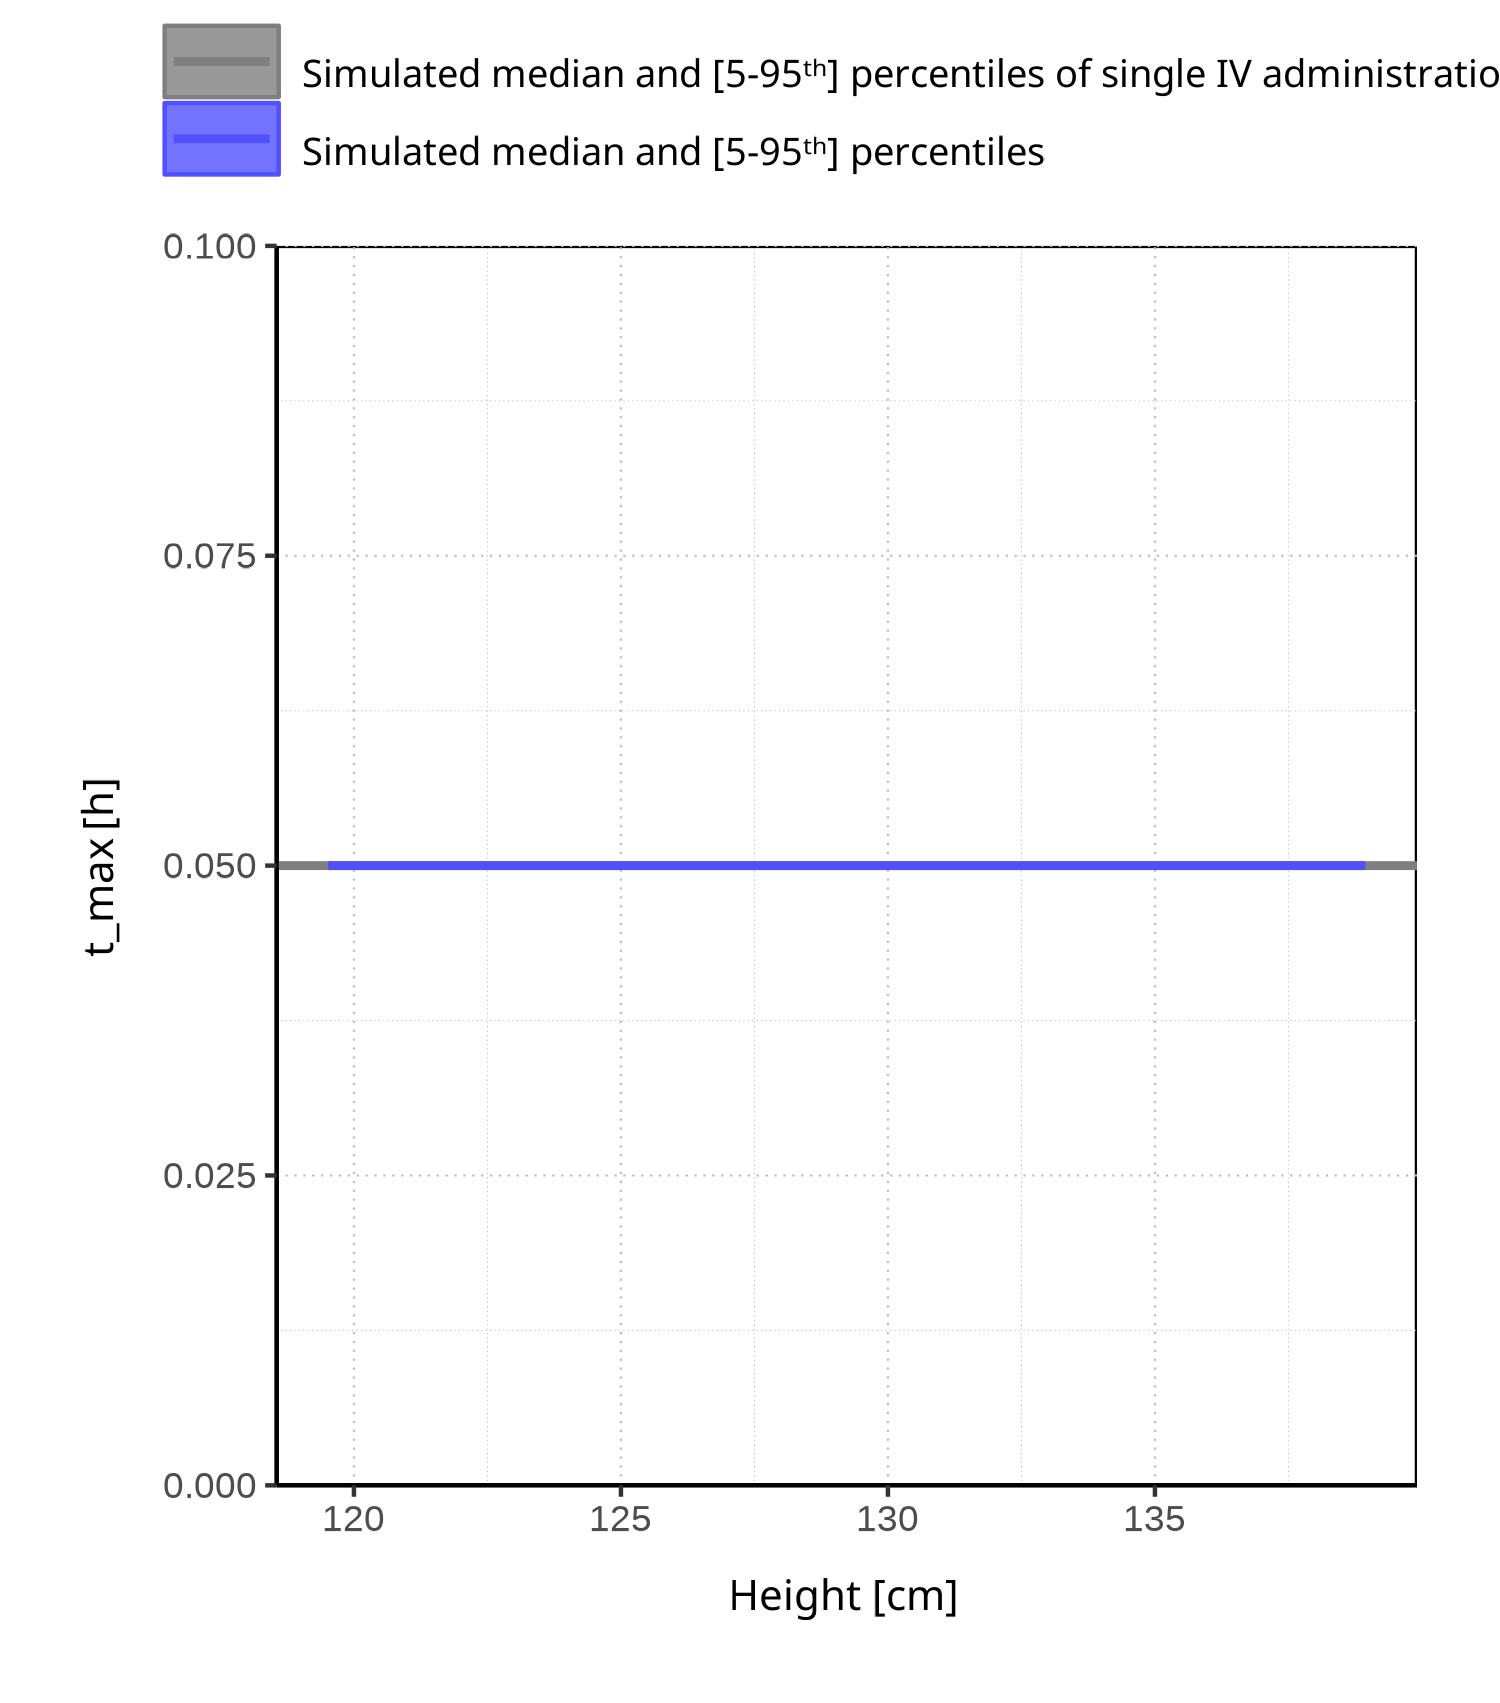 Simulated median and [5-95ᵗʰ] percentiles of single IV administratio
Simulated median and [5-95ᵗʰ] percentiles
0.100
0.075
0.050
0.025
0.000
t_max [h]
120 125 130 135
Height [cm]